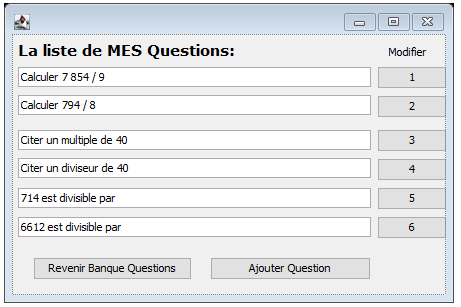 La liste de MES Questions: Modifier
Calculer 7 854 / 9 1
Calculer 794 / 8 2
Citer un multiple de 40 3
Citer un diviseur de 40 4
714 est divisible par 5
6612 est divisible par 6
Revenir Banque Questions Ajouter Question